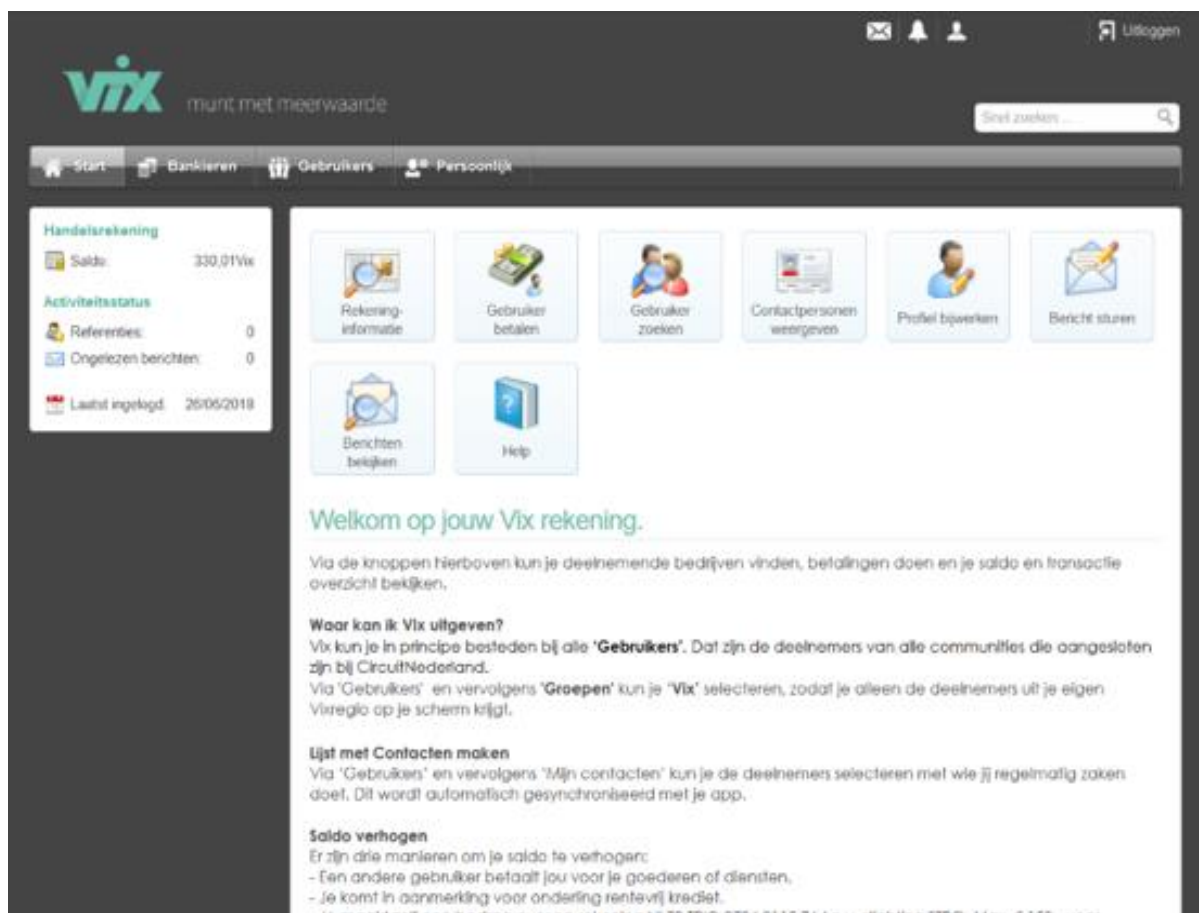 Uitloggen
Vix munt met meerwaarde
Snel zoeken ...
Start Bankieren Gebruikers Persoonlijk
Handelsrekening
Saldo: 330,01Vix
Activiteitsstatus
Referenties: 0
Ongelezen berichten: 0
Laatst ingelogd: 26/06/2018
Rekening-
informatie
Gebruiker
betalen
Gebruiker
zoeken
Contactpersonen
weergeven
Profiel bijwerken
Bericht sturen
Berichten
bekijken
Help
Welkom op jouw Vix rekening.
Via de knoppen hierboven kun je deelnemende bedrijven vinden, betalingen doen en je saldo en transactie
overzicht bekijken.
Waar kan ik Vix uitgeven?
Vix kun je in principe besteden bij alle 'Gebruikers'. Dat zijn de deelnemers van alle communities die aangesloten
zijn bij CircuitNederland.
Via 'Gebruikers' en vervolgens 'Groepen' kun je 'Vix' selecteren, zodat je alleen de deelnemers uit je eigen
Vixregio op je scherm krijgt.
Lijst met Contacten maken
Via 'Gebruikers' en vervolgens 'Mijn contacten' kun je de deelnemers selecteren met wie jij regelmatig zaken
doet. Dit wordt automatisch gesynchroniseerd met je app.
Saldo verhogen
Er zijn drie manieren om je saldo te verhogen:
- Een andere gebruiker betaalt jou voor je goederen of diensten.
- Je komt in aanmerking voor onderling rentevrij krediet.